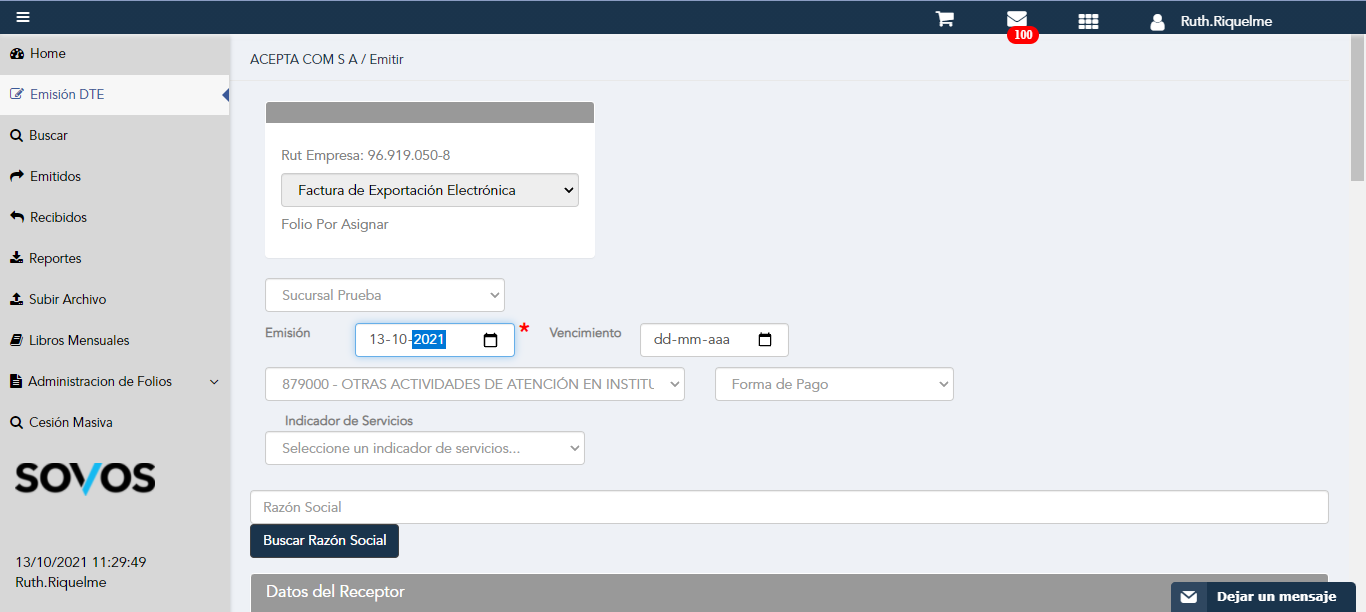 Ruth.Riquelme
100
Home
Emisión DTE
Buscar
Emitidos
Recibidos
Reportes
Subir Archivo
Libros Mensuales
Administracion de Folios
Cesión Masiva
SOVOS
13/10/2021 11:29:49
Ruth.Riquelme
ACEPTA COM S A / Emitir
Rut Empresa: 96.919.050-8
Factura de Exportación Electrónica
Folio Por Asignar
Sucursal Prueba
Emisión 13-10-2021 * Vencimiento dd-mm-aaa
879000 - OTRAS ACTIVIDADES DE ATENCIÓN EN INSTITU Forma de Pago
Indicador de Servicios
Seleccione un indicador de servicios...
Razón Social
Buscar Razón Social
Datos del Receptor
Dejar un mensaje